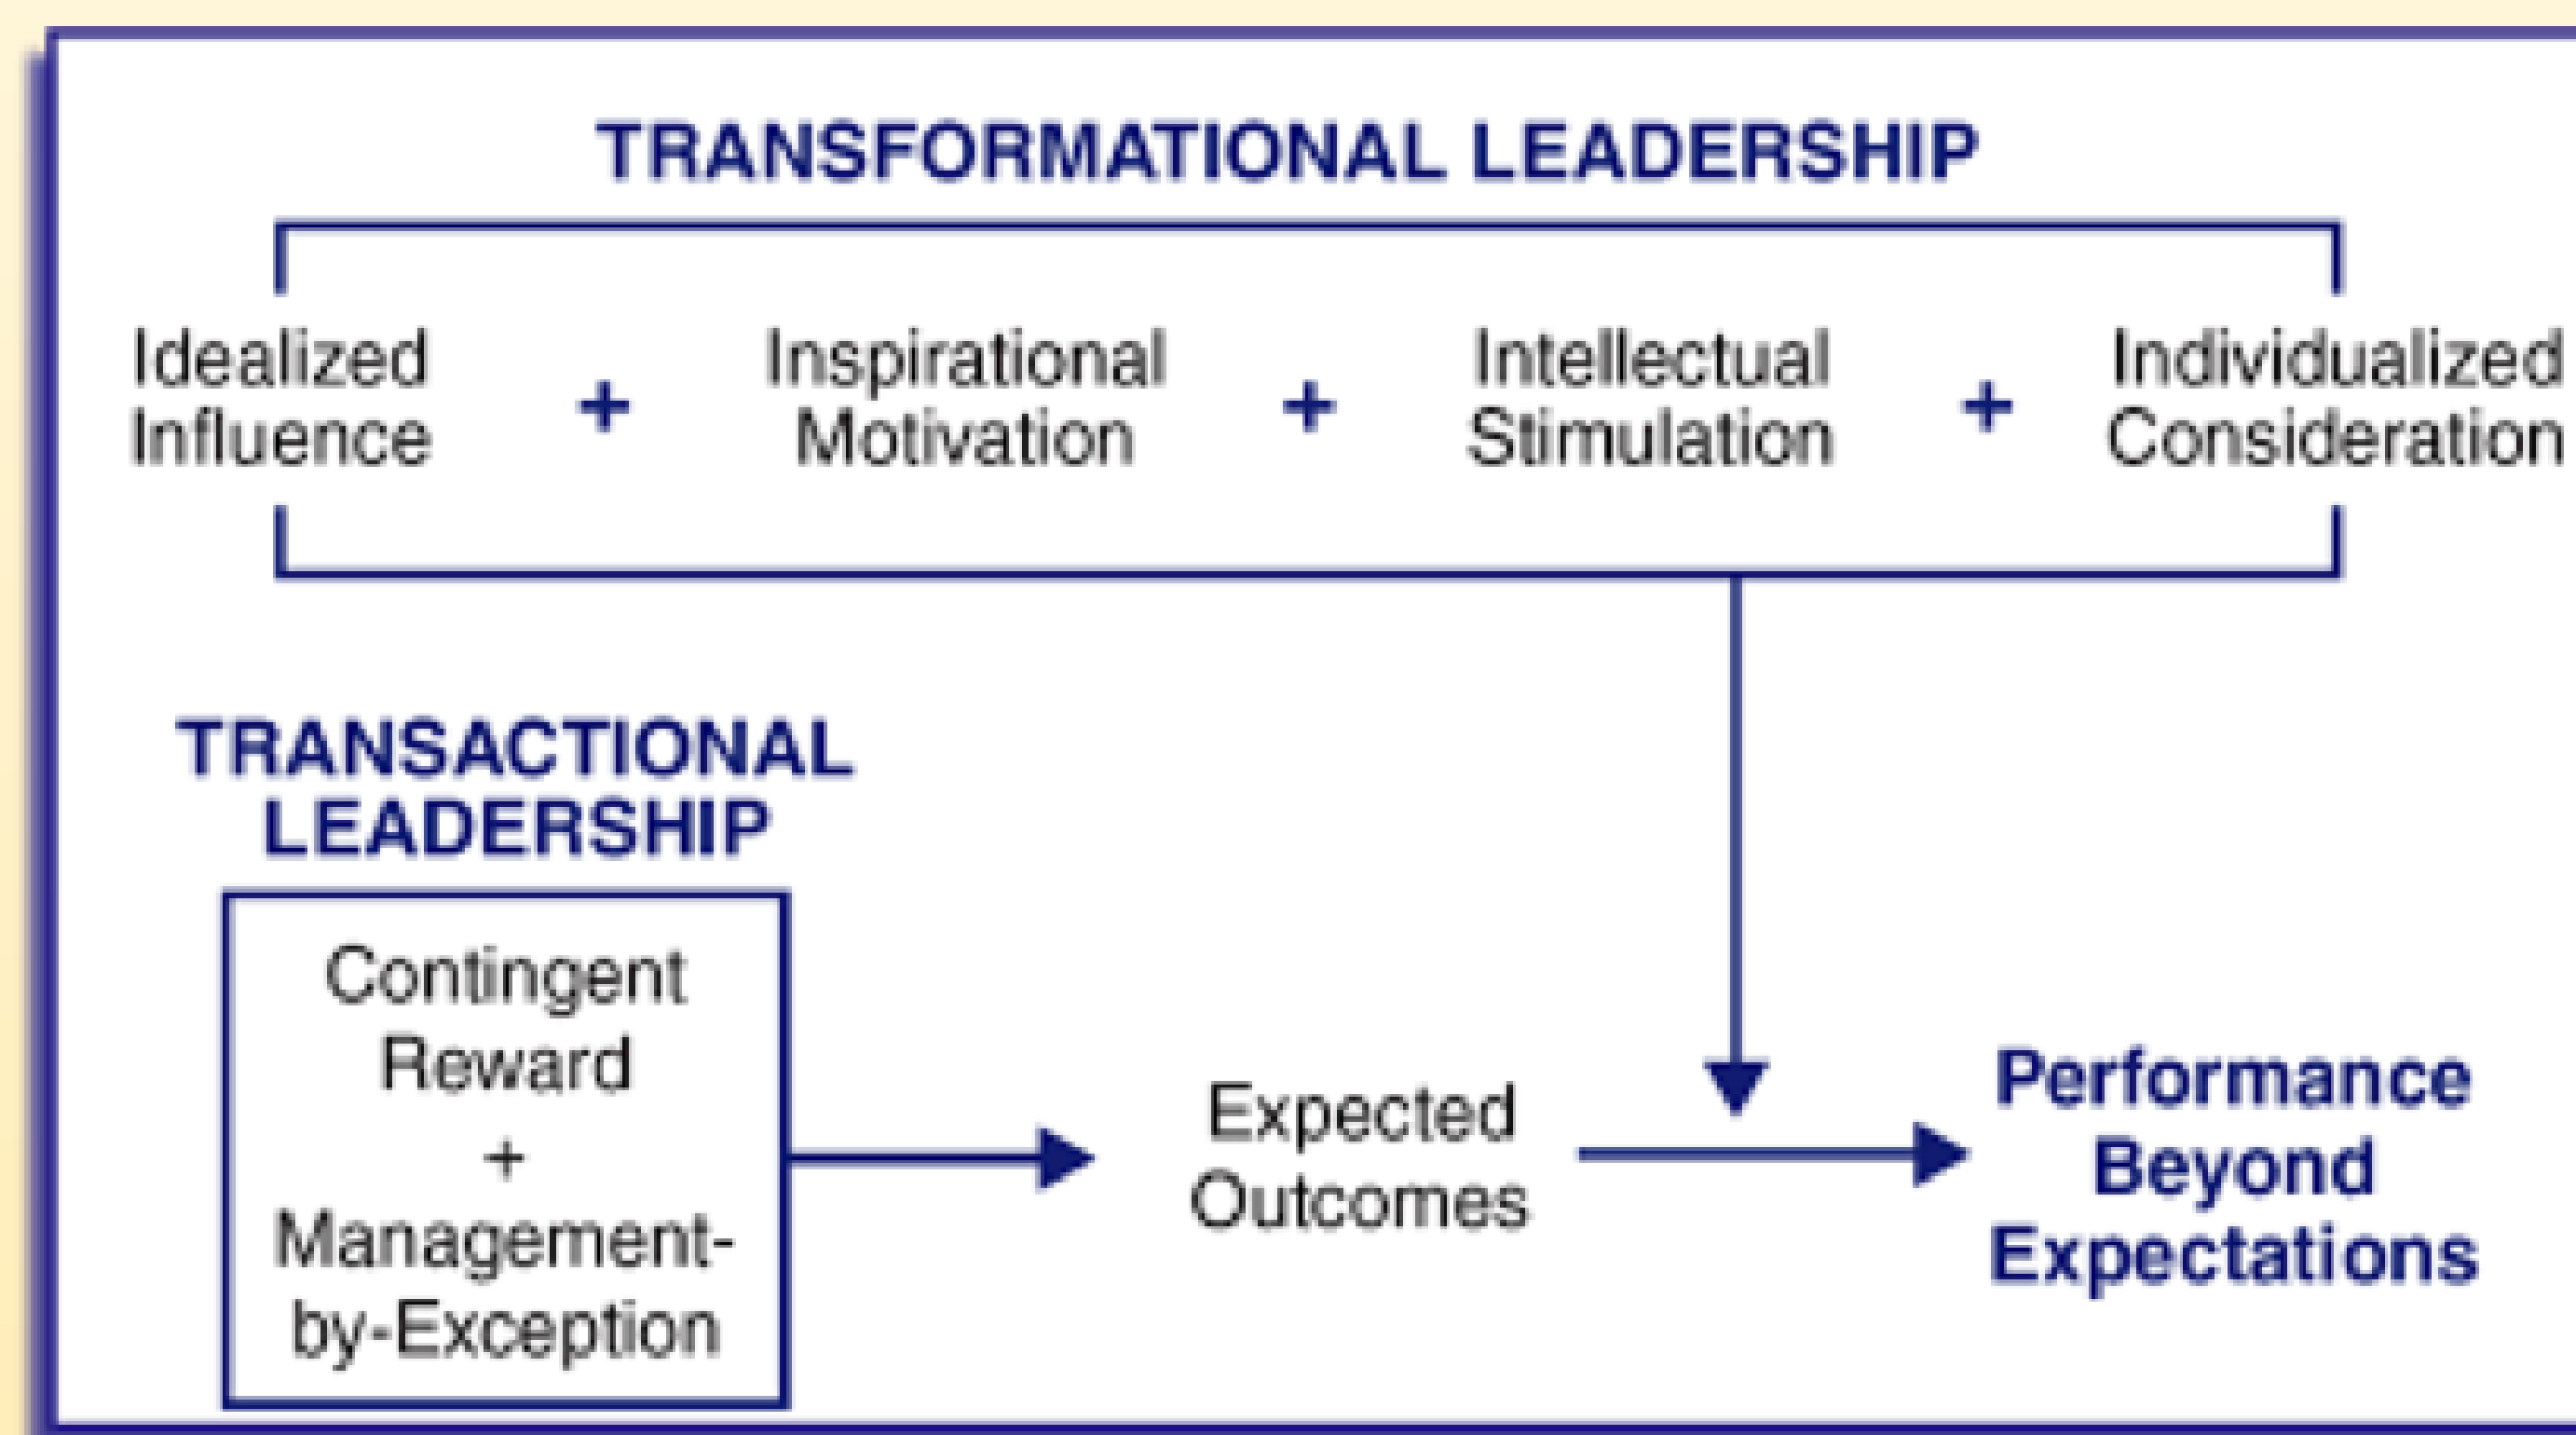 TRANSFORMATIONAL LEADERSHIP
Idealized
Influence
+
Inspirational
Motivation
+
Intellectual
Stimulation
+
Individualized
Consideration
TRANSACTIONAL
LEADERSHIP
Contingent
Reward
+
Management-
by-Exception
Expected
Outcomes
Performance
Beyond
Expectations